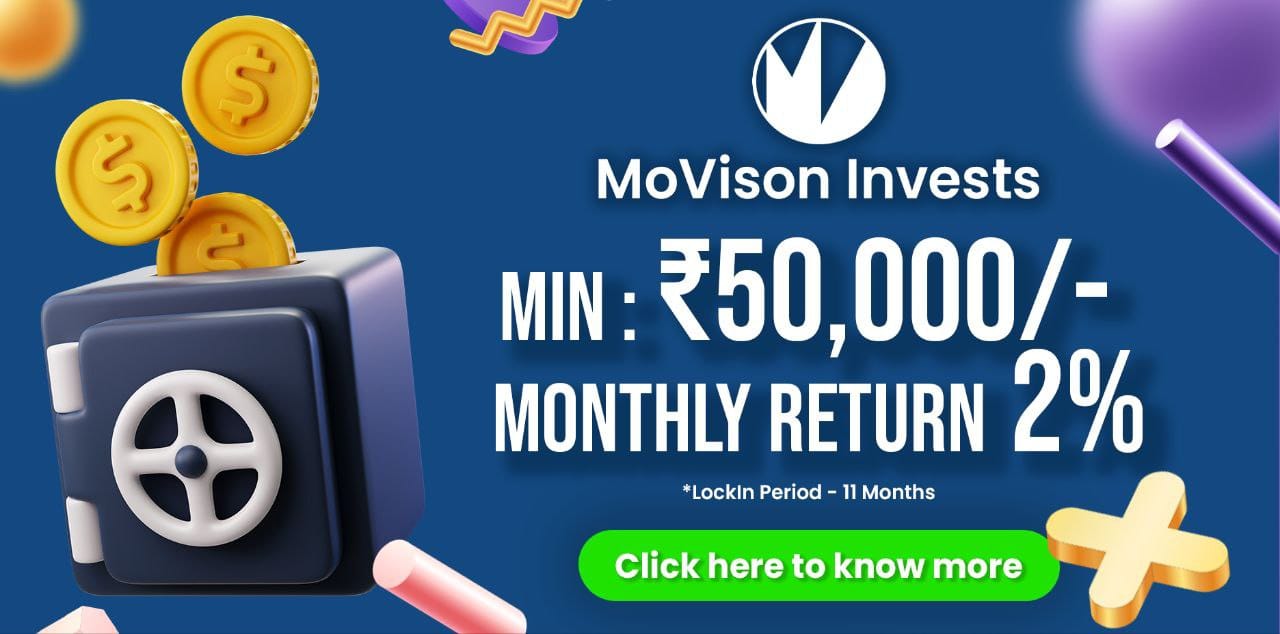 MoVison Invests
MIN : ₹50,000/-
MONTHLY RETURN 2%
*LockIn Period - 11 Months
Click here to know more